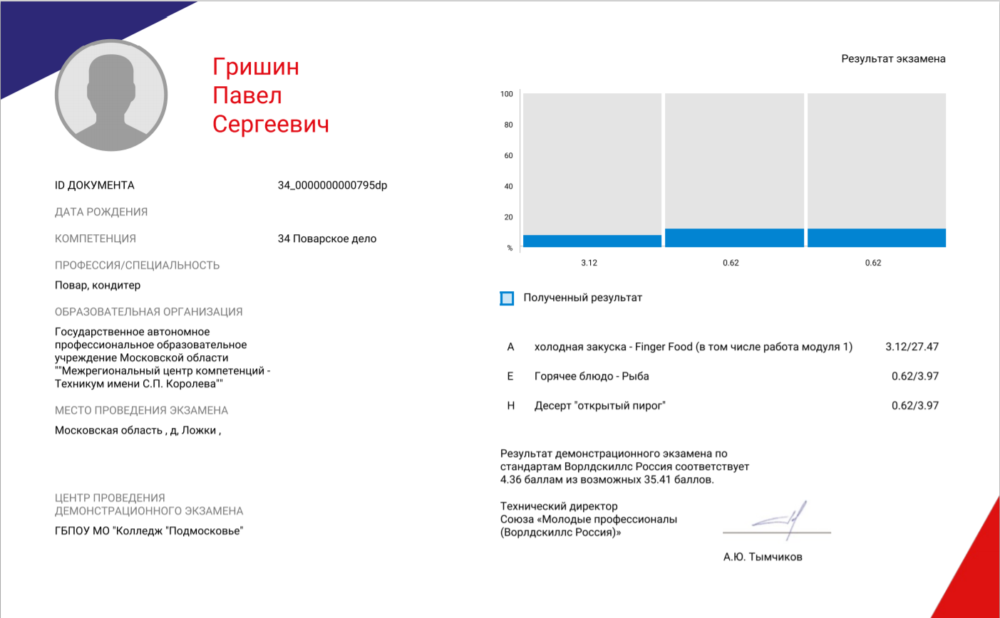 Гришин
Павел
Сергеевич
ID ДОКУМЕНТА 34_0000000000795dp
ДАТА РОЖДЕНИЯ
КОМПЕТЕНЦИЯ 34 Поварское дело
ПРОФЕССИЯ/СПЕЦИАЛЬНОСТЬ
Повар, кондитер
ОБРАЗОВАТЕЛЬНАЯ ОРГАНИЗАЦИЯ
Государственное автономное
профессиональное образовательное
учреждение Московской области
""Межрегиональный центр компетенций -
Техникум имени С.П. Королева""
МЕСТО ПРОВЕДЕНИЯ ЭКЗАМЕНА
Московская область , д, Ложки ,
ЦЕНТР ПРОВЕДЕНИЯ
ДЕМОНСТРАЦИОННОГО ЭКЗАМЕНА
ГБПОУ МО "Колледж "Подмосковье"
Результат экзамена
100
80
60
40
20
%
3.12 0.62 0.62
Полученный результат
A холодная закуска - Finger Food (в том числе работа модуля 1) 3.12/27.47
E Горячее блюдо - Рыба 0.62/3.97
H Десерт "открытый пирог" 0.62/3.97
Результат демонстрационного экзамена по
стандартам Ворлдскиллс Россия соответствует
4.36 баллам из возможных 35.41 баллов.
Технический директор
Союза «Молодые профессионалы
(Ворлдскиллс Россия)»
А.Ю. Тымчиков